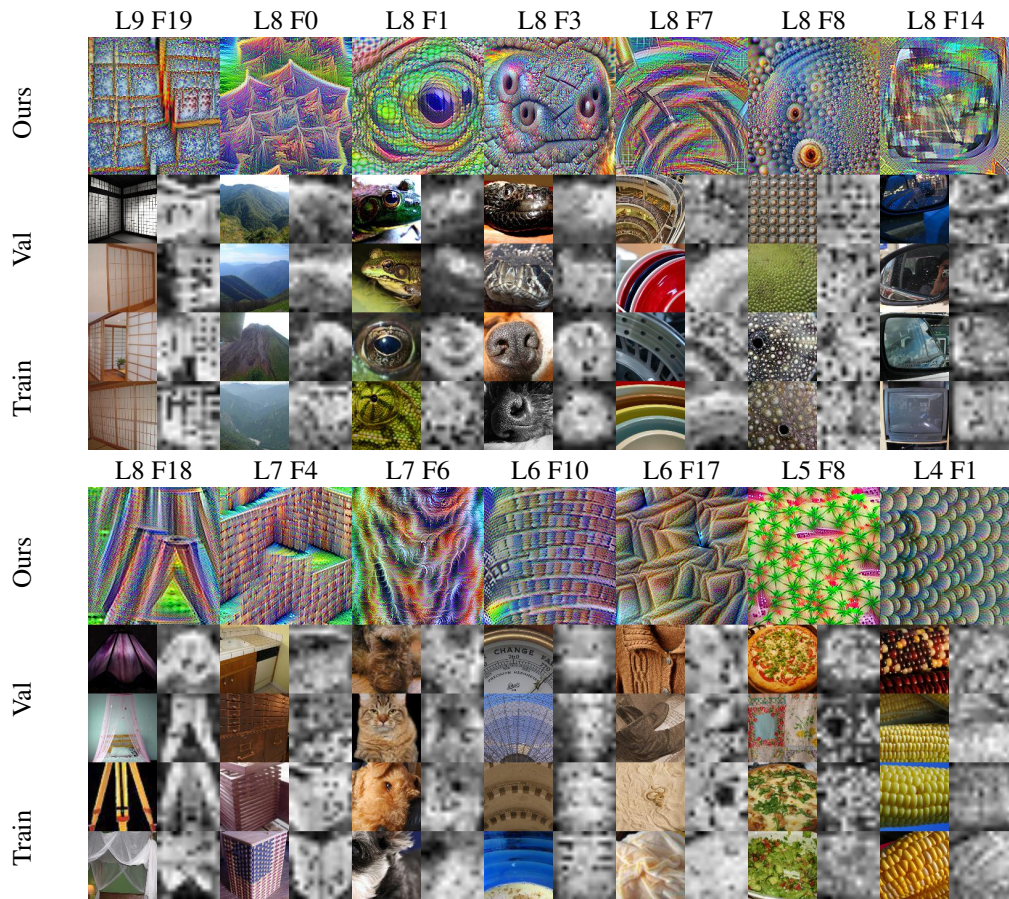 L9 F19 L8 F0 L8 F1 L8 F3 L8 F7 L8 F8 L8 F14
Ours
Val
Train
L8 F18 L7 F4 L7 F6 L6 F10 L6 F17 L5 F8 L4 F1
Ours
Val
CHANGE
Train